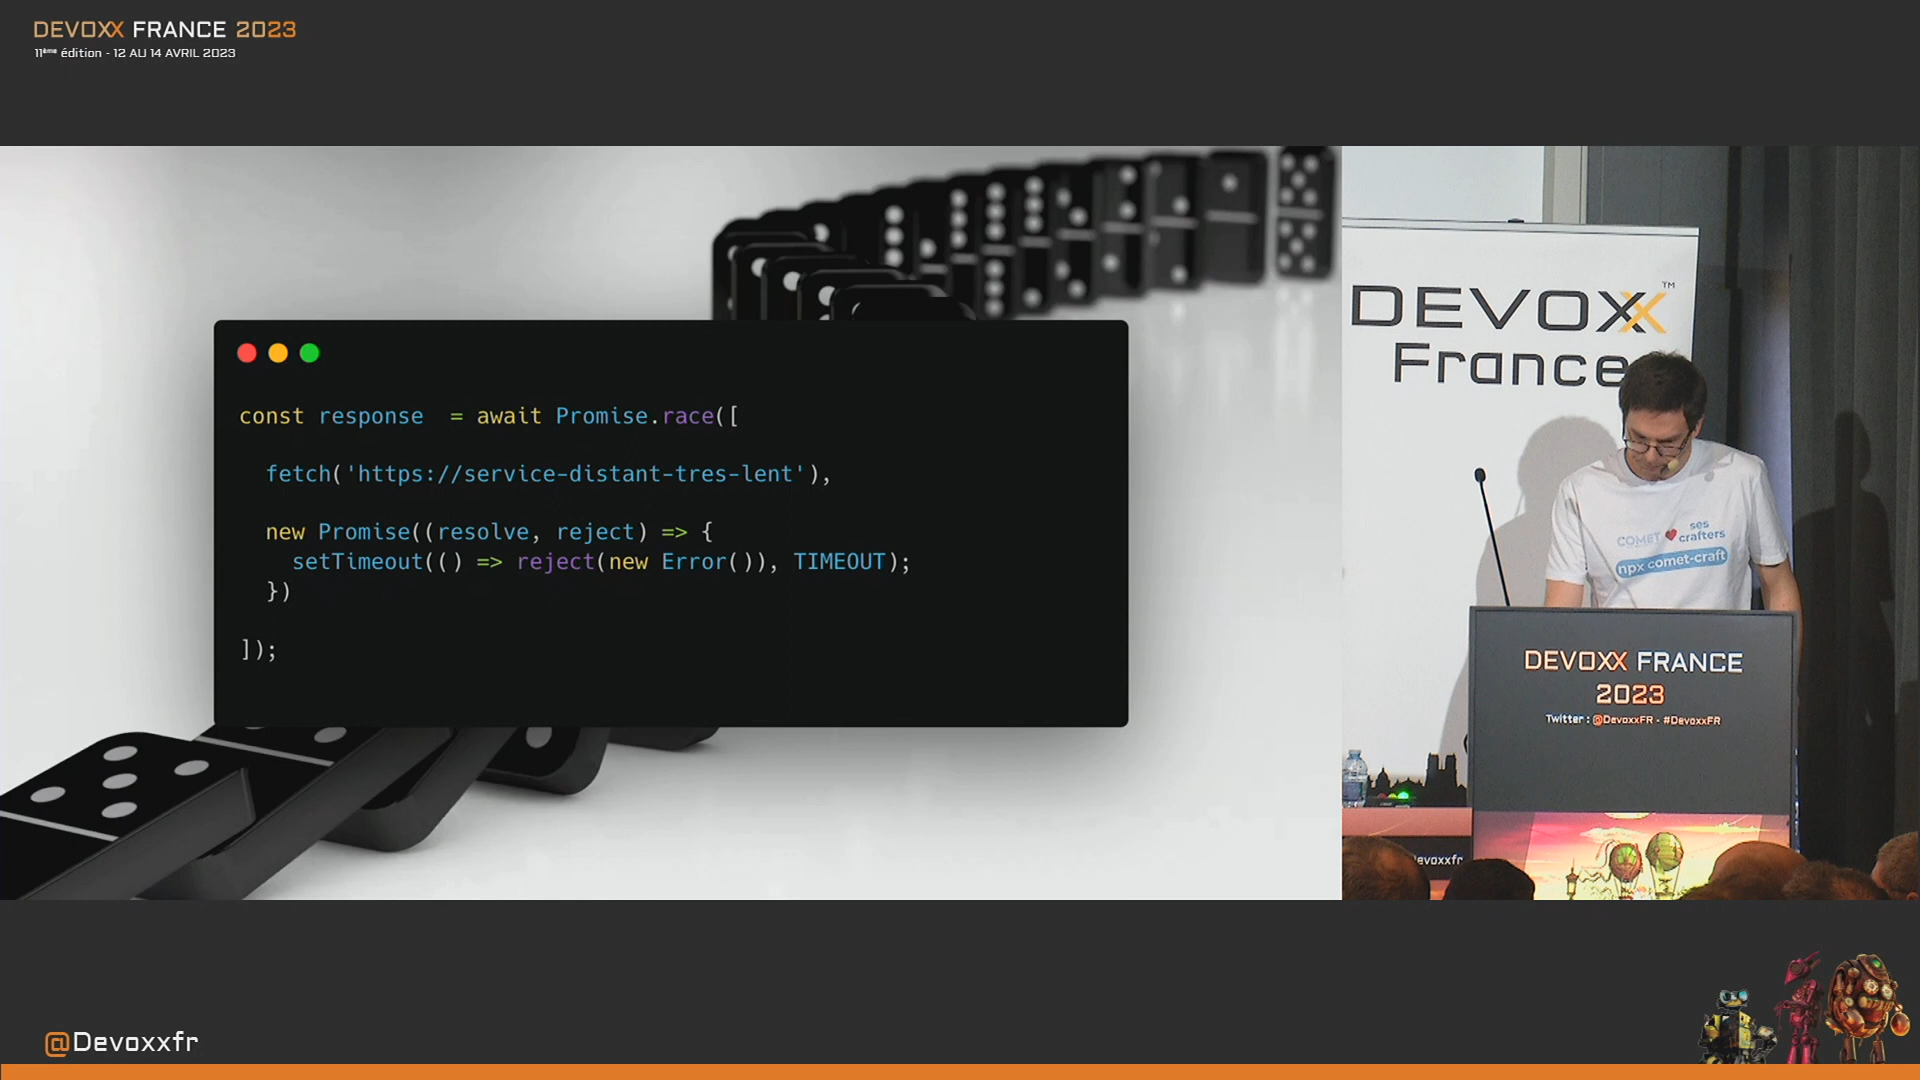 DEVOXX FRANCE 2023
11ème édition - 12 AU 14 AVRIL 2023
const response  = await Promise.race([
fetch('https://service-distant-tres-lent'),
new Promise((resolve, reject) => {
setTimeout(() => reject(new Error()), TIMEOUT);
})
]);
DEVOXX™
France
COMET ❤ ses crafters
npx comet-craft
DEVOXX FRANCE
2023
Twitter : @DevoxxFR - #DevoxxFR
devoxxfr
@Devoxxfr